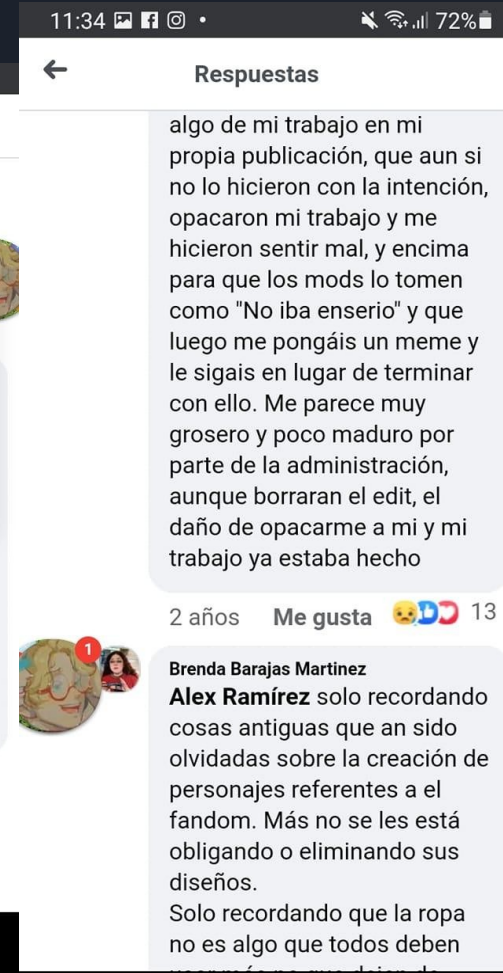 11:34
72%
Respuestas
algo de mi trabajo en mi
propia publicación, que aun si
no lo hicieron con la intención,
opacaron mi trabajo y me
hicieron sentir mal, y encima
para que los mods lo tomen
como "No iba enserio" y que
luego me pongáis un meme y
le sigais en lugar de terminar
con ello. Me parece muy
grosero y poco maduro por
parte de la administración,
aunque borraran el edit, el
daño de opacarme a mi y mi
trabajo ya estaba hecho
2 años Me gusta 13
1
Brenda Barajas Martinez
Alex Ramírez solo recordando
cosas antiguas que an sido
olvidadas sobre la creación de
personajes referentes a el
fandom. Más no se les está
obligando o eliminando sus
diseños.
Solo recordando que la ropa
no es algo que todos deben